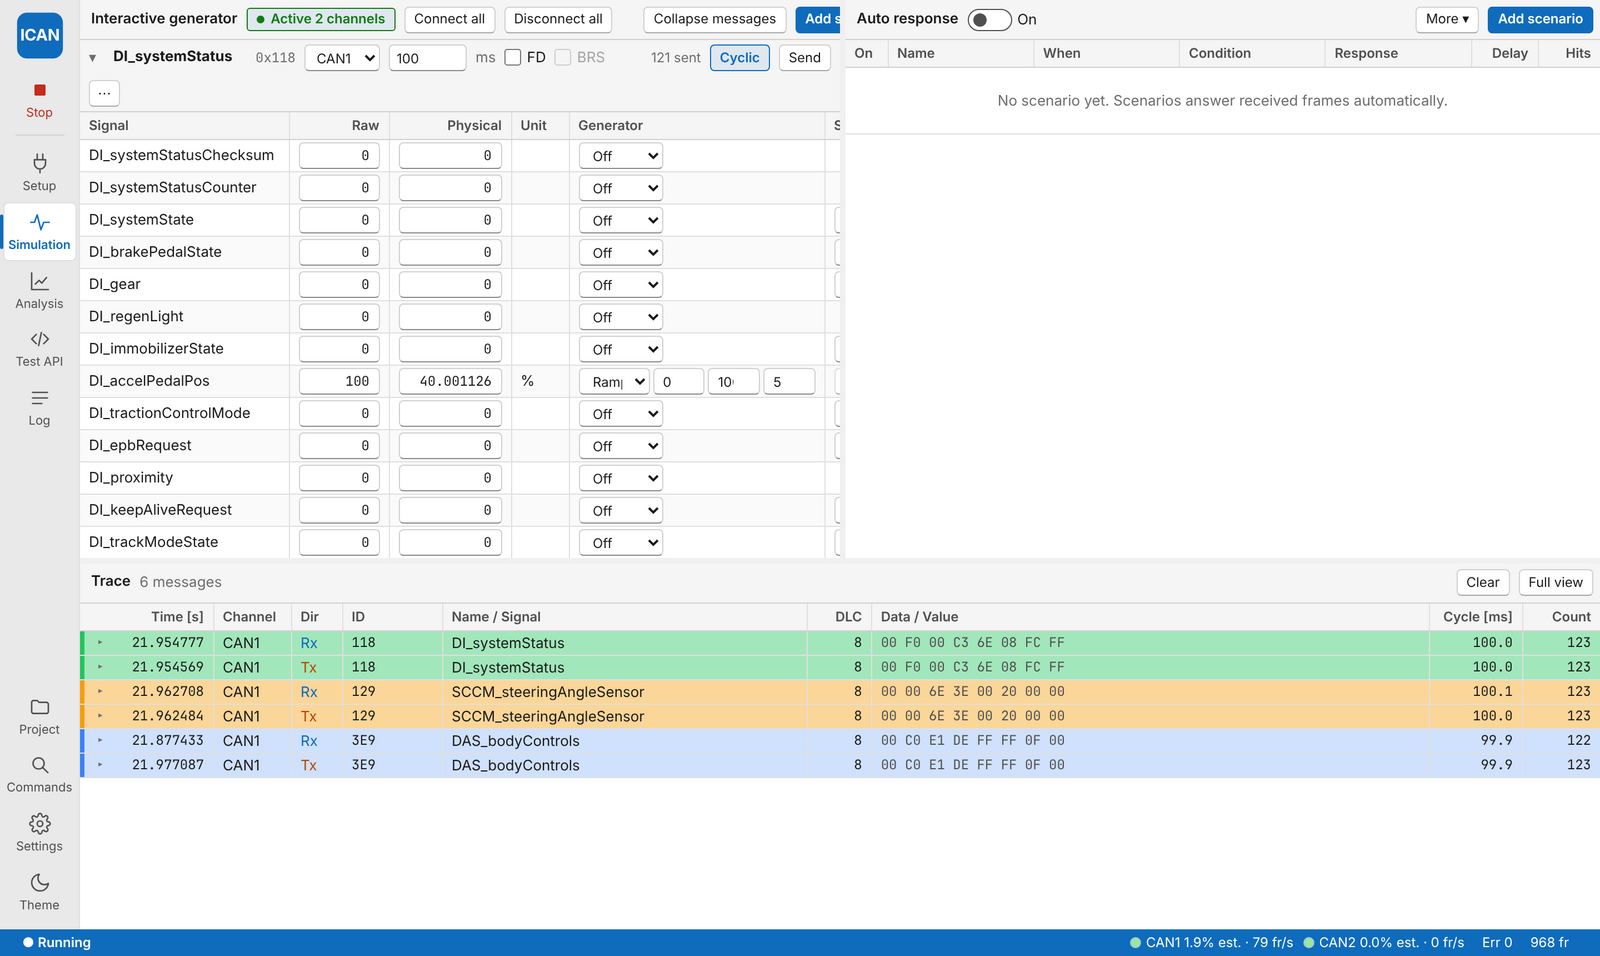 ICAN
Stop
Setup
Simulation
Analysis
Test API
Log
Project
Commands
Settings
Theme
Interactive generator ● Active 2 channels Connect all Disconnect all Collapse messages Add s
▼ DI_systemStatus 0x118 CAN1 100 ms FD BRS 121 sent Cyclic Send
...
Signal Raw Physical Unit Generator S
DI_systemStatusChecksum 0 0 Off
DI_systemStatusCounter 0 0 Off
DI_systemState 0 0 Off
DI_brakePedalState 0 0 Off
DI_gear 0 0 Off
DI_regenLight 0 0 Off
DI_immobilizerState 0 0 Off
DI_accelPedalPos 100 40.001126 % Ramp 0 10 5
DI_tractionControlMode 0 0 Off
DI_epbRequest 0 0 Off
DI_proximity 0 0 Off
DI_keepAliveRequest 0 0 Off
DI_trackModeState 0 0 Off
Auto response On More ▾ Add scenario
On Name When Condition Response Delay Hits
No scenario yet. Scenarios answer received frames automatically.
Trace 6 messages Clear Full view
Time [s] Channel Dir ID Name / Signal DLC Data / Value Cycle [ms] Count
21.954777 CAN1 Rx 118 DI_systemStatus 8 00 F0 00 C3 6E 08 FC FF 100.0 123
21.954569 CAN1 Tx 118 DI_systemStatus 8 00 F0 00 C3 6E 08 FC FF 100.0 123
21.962708 CAN1 Rx 129 SCCM_steeringAngleSensor 8 00 00 6E 3E 00 20 00 00 100.1 123
21.962484 CAN1 Tx 129 SCCM_steeringAngleSensor 8 00 00 6E 3E 00 20 00 00 100.0 123
21.877433 CAN1 Rx 3E9 DAS_bodyControls 8 00 C0 E1 DE FF FF 0F 00 99.9 122
21.977087 CAN1 Tx 3E9 DAS_bodyControls 8 00 C0 E1 DE FF FF 0F 00 99.9 123
Running CAN1 1.9% est. · 79 fr/s CAN2 0.0% est. · 0 fr/s Err 0 968 fr